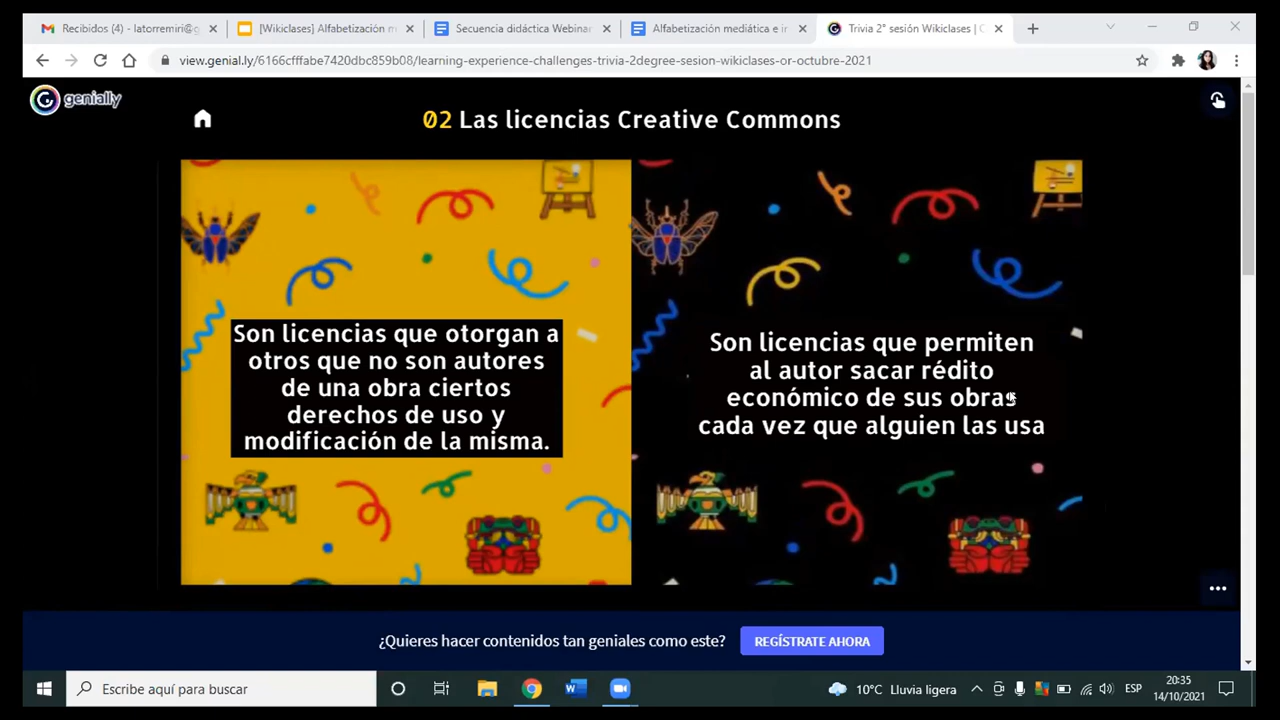 Recibidos (4) - latorremiri@g
[Wikiclases] Alfabetización m
Secuencia didáctica Webinar
Alfabetización mediática e in
Trivia 2° sesión Wikiclases | C
view.genial.ly/6166cfffabe7420dbc859b08/learning-experience-challenges-trivia-2degree-sesion-wikiclases-or-octubre-2021
genially
02 Las licencias Creative Commons
Son licencias que otorgan a
otros que no son autores
de una obra ciertos
derechos de uso y
modificación de la misma.
Son licencias que permiten
al autor sacar rédito
económico de sus obras
cada vez que alguien las usa
¿Quieres hacer contenidos tan geniales como este?
REGÍSTRATE AHORA
Escribe aquí para buscar
10°C Lluvia ligera
ESP
20:35
14/10/2021